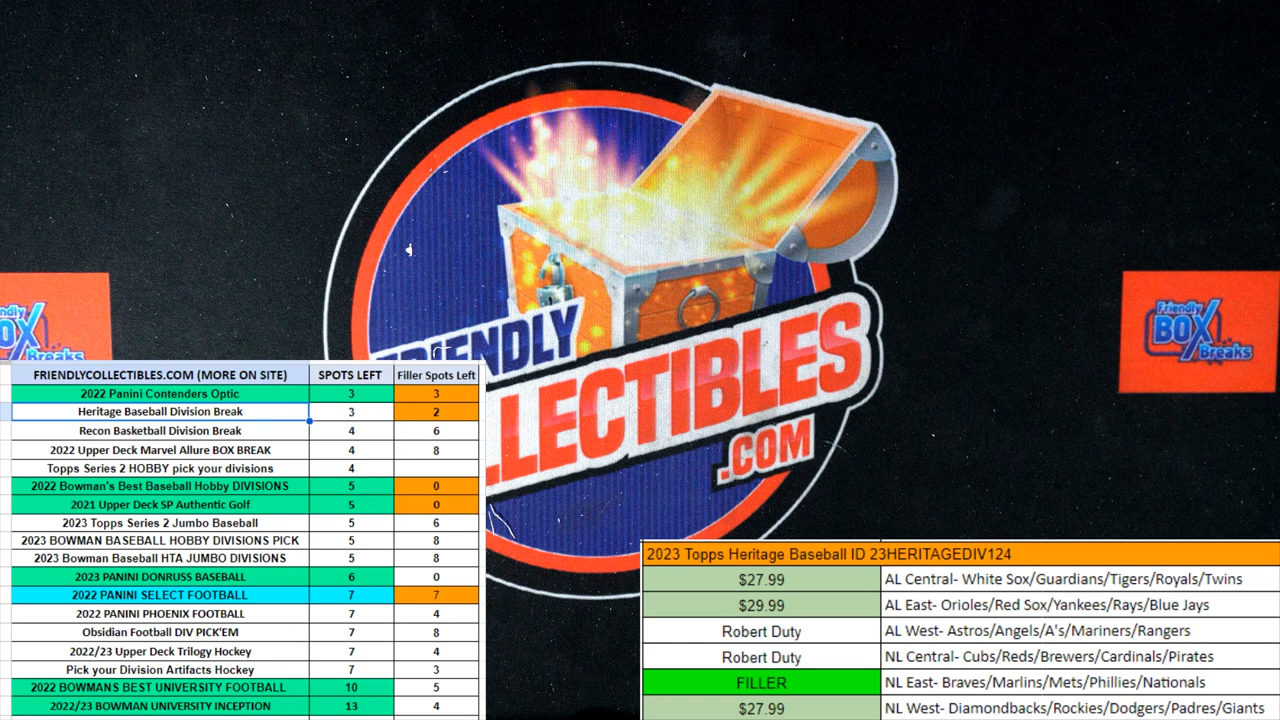 FRIENDLY
COLLECTIBLES
.COM
Friendly
BOX
Breaks
BOX
Breaks
FRIENDLYCOLLECTIBLES.COM (MORE ON SITE) SPOTS LEFT Filler Spots Left
2022 Panini Contenders Optic 3 3
Heritage Baseball Division Break 3 2
Recon Basketball Division Break 4 6
2022 Upper Deck Marvel Allure BOX BREAK 4 8
Topps Series 2 HOBBY pick your divisions 4
2022 Bowman's Best Baseball Hobby DIVISIONS 5 0
2021 Upper Deck SP Authentic Golf 5 0
2023 Topps Series 2 Jumbo Baseball 5 6
2023 BOWMAN BASEBALL HOBBY DIVISIONS PICK 5 8
2023 Bowman Baseball HTA JUMBO DIVISIONS 5 8
2023 PANINI DONRUSS BASEBALL 6 0
2022 PANINI SELECT FOOTBALL 7 7
2022 PANINI PHOENIX FOOTBALL 7 4
Obsidian Football DIV PICK'EM 7 8
2022/23 Upper Deck Trilogy Hockey 7 4
Pick your Division Artifacts Hockey 7 3
2022 BOWMANS BEST UNIVERSITY FOOTBALL 10 5
2022/23 BOWMAN UNIVERSITY INCEPTION 13 4
2023 Topps Heritage Baseball ID 23HERITAGEDIV124
$27.99 AL Central- White Sox/Guardians/Tigers/Royals/Twins
$29.99 AL East- Orioles/Red Sox/Yankees/Rays/Blue Jays
Robert Duty AL West- Astros/Angels/A's/Mariners/Rangers
Robert Duty NL Central- Cubs/Reds/Brewers/Cardinals/Pirates
FILLER NL East- Braves/Marlins/Mets/Phillies/Nationals
$27.99 NL West- Diamondbacks/Rockies/Dodgers/Padres/Giants